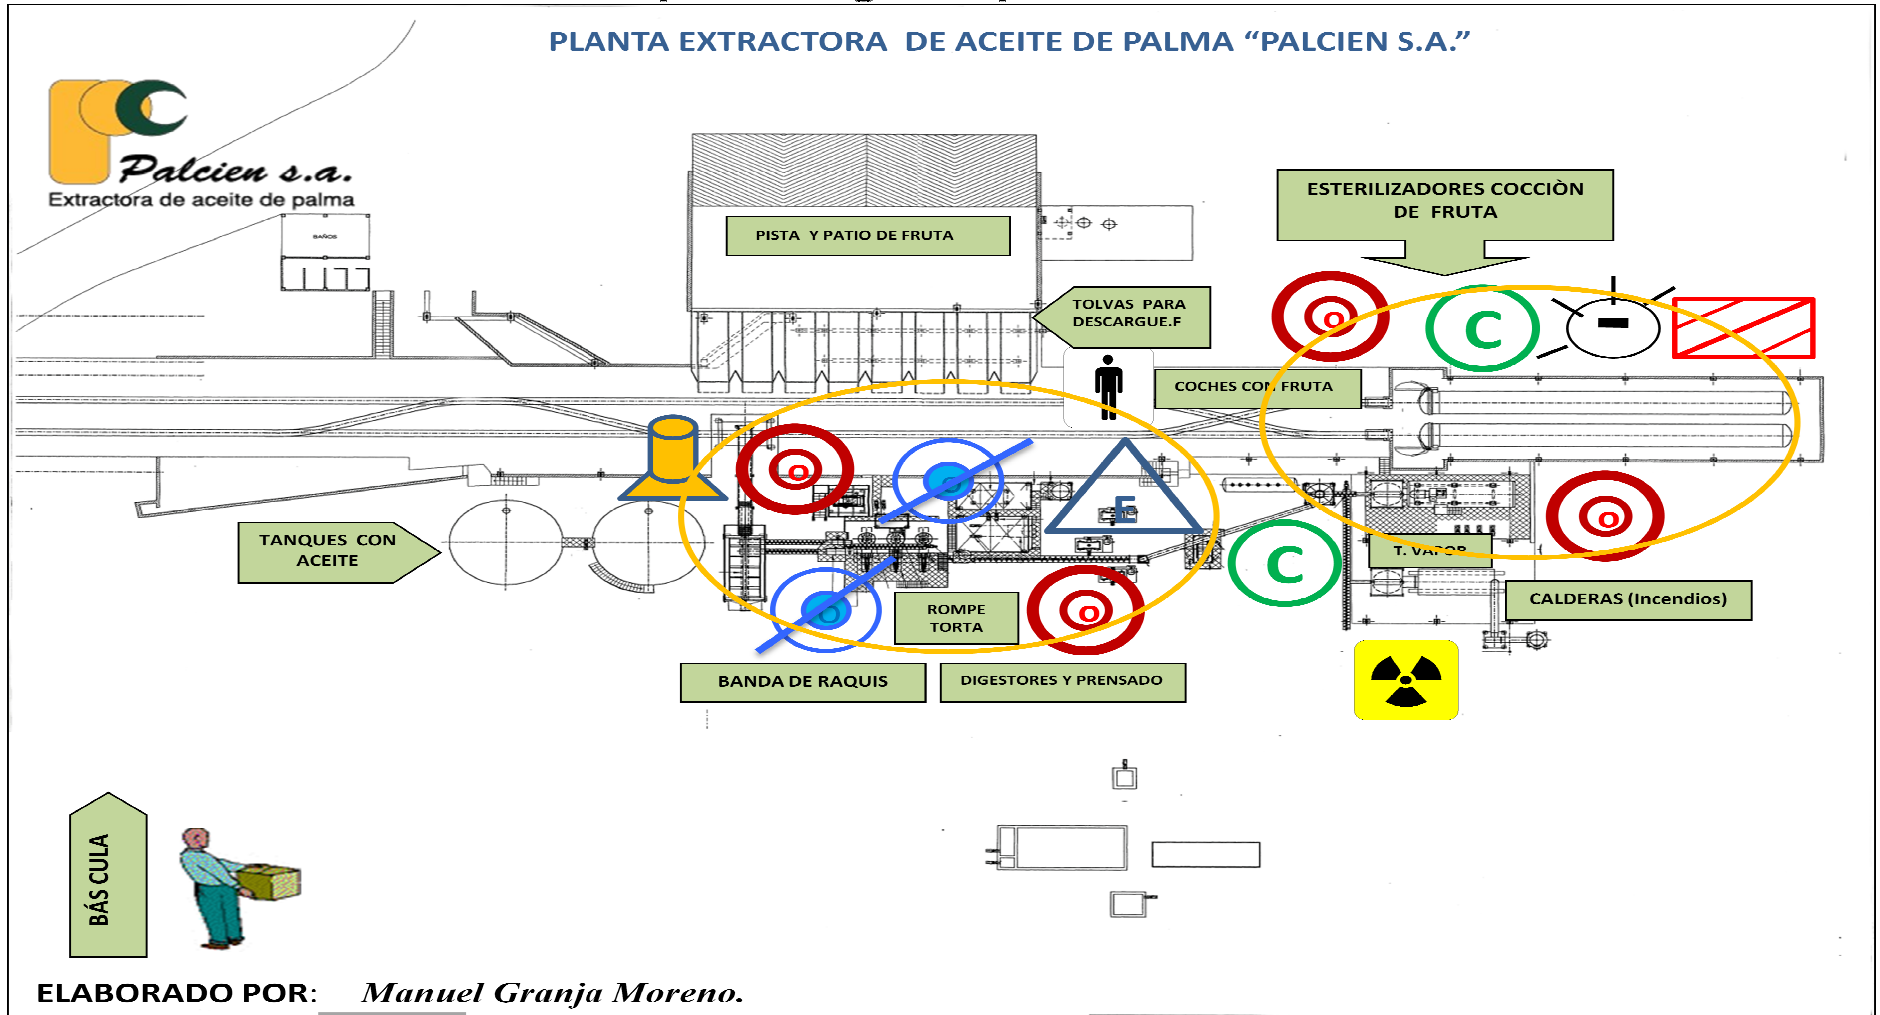 PLANTA EXTRACTORA DE ACEITE DE PALMA “PALCIEN S.A.”
Palcien s.a.
Extractora de aceite de palma
BAÑOS
PISTA Y PATIO DE FRUTA
ESTERILIZADORES COCCIÒN
DE FRUTA
TOLVAS PARA
DESCARGUE.F
O
C
COCHES CON FRUTA
O
O
E
O
TANQUES CON
ACEITE
C
T. VAPOR
CALDERAS (Incendios)
O
ROMPE
TORTA
O
BANDA DE RAQUIS
DIGESTORES Y PRENSADO
BÁS CULA
ELABORADO POR: Manuel Granja Moreno.